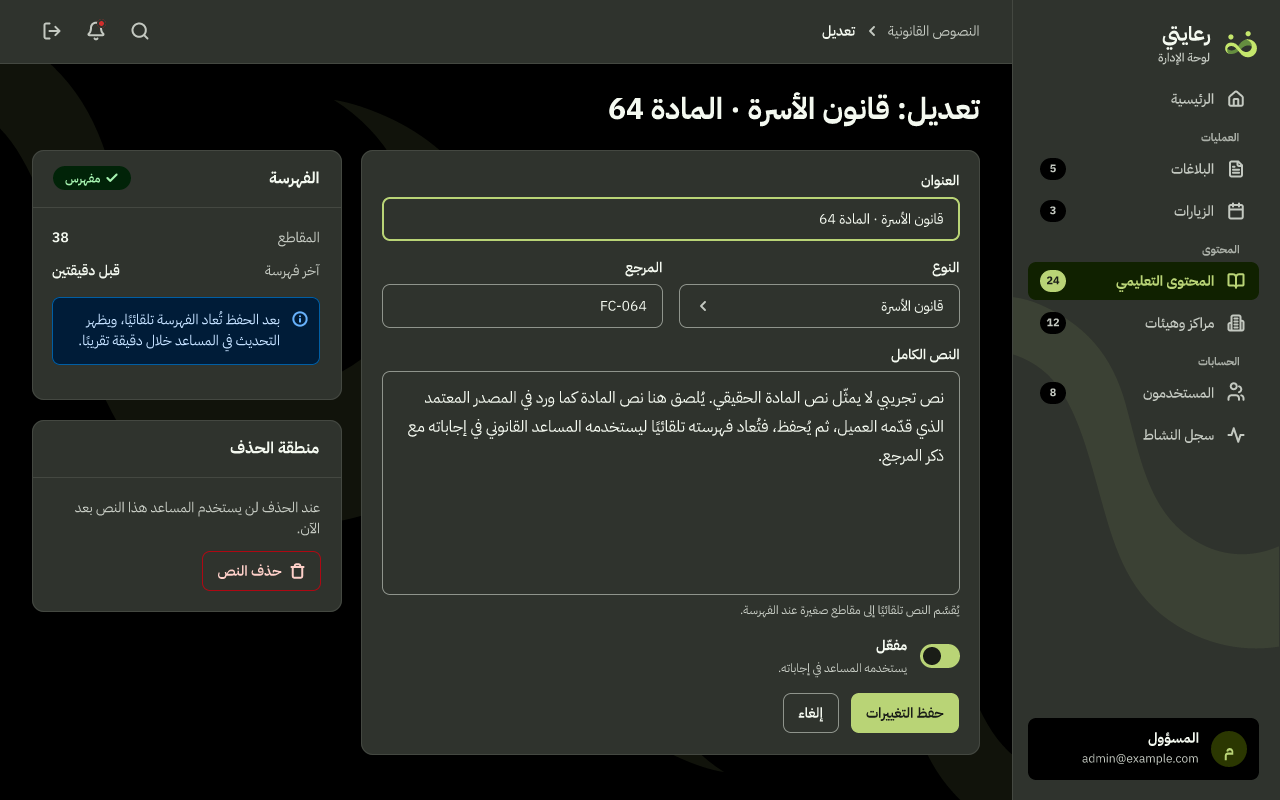 رعايتي
لوحة الإدارة
الرئيسية
العمليات
البلاغات 5
الزيارات 3
المحتوى
المحتوى التعليمي 24
مراكز وهيئات 12
الحسابات
المستخدمون 8
سجل النشاط
م
المسؤول
admin@example.com
النصوص القانونية
تعديل
تعديل: قانون الأسرة · المادة 64
العنوان
قانون الأسرة · المادة 64
النوع
قانون الأسرة
المرجع
FC-064
النص الكامل
نص تجريبي لا يمثّل نص المادة الحقيقي. يُلصق هنا نص المادة كما ورد في المصدر المعتمد
الذي قدّمه العميل، ثم يُحفظ، فتُعاد فهرسته تلقائيًا ليستخدمه المساعد القانوني في إجاباته مع
ذكر المرجع.
يُقسَّم النص تلقائيًا إلى مقاطع صغيرة عند الفهرسة.
مفعّل
يستخدمه المساعد في إجاباته.
حفظ التغييرات
إلغاء
الفهرسة
مفهرس
المقاطع 38
آخر فهرسة قبل دقيقتين
بعد الحفظ تُعاد الفهرسة تلقائيًا، ويظهر
التحديث في المساعد خلال دقيقة تقريبًا.
منطقة الحذف
عند الحذف لن يستخدم المساعد هذا النص بعد
الآن.
حذف النص